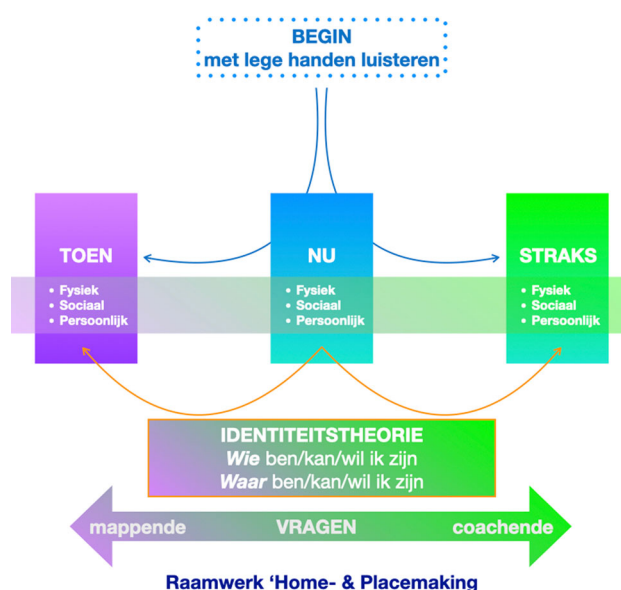 BEGIN
met lege handen luisteren
TOEN
• Fysiek
• Sociaal
• Persoonlijk
NU
• Fysiek
• Sociaal
• Persoonlijk
STRAKS
• Fysiek
• Sociaal
• Persoonlijk
IDENTITEITSTHEORIE
Wie ben/kan/wil ik zijn
Waar ben/kan/wil ik zijn
mappende VRAGEN coachende
Raamwerk ‘Home- & Placemaking